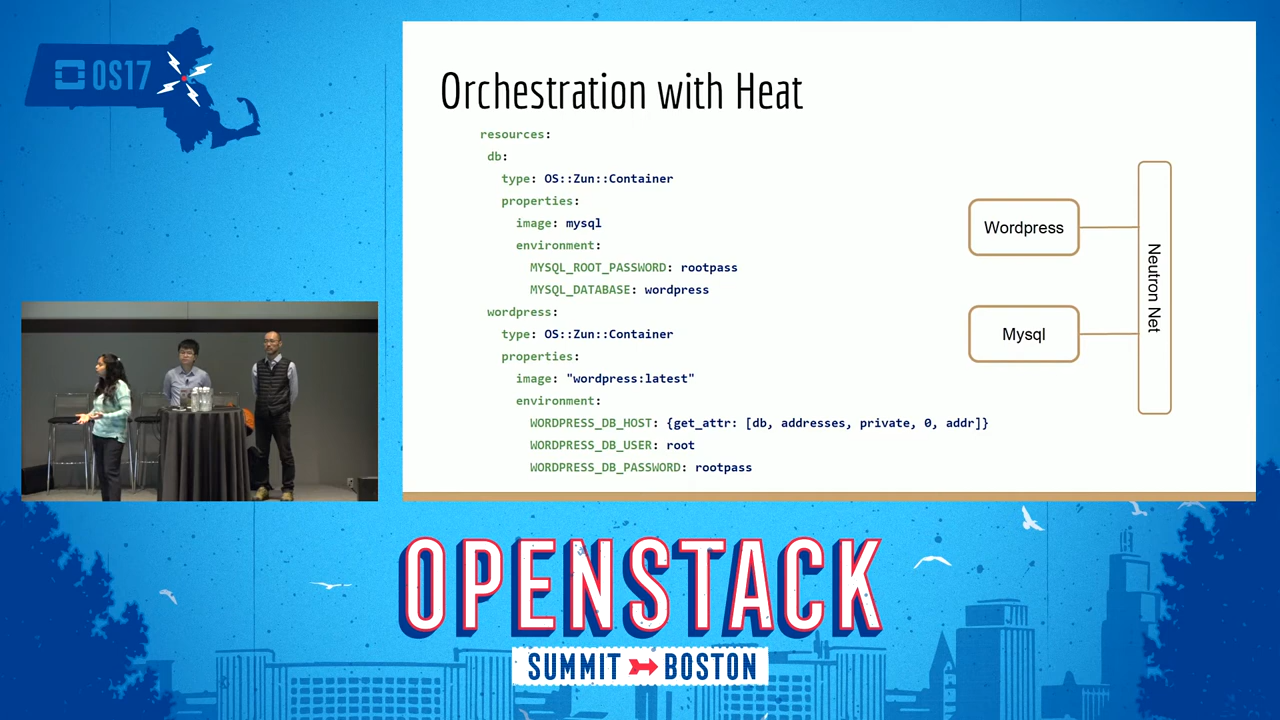 OS17
Orchestration with Heat
resources:
db:
type: OS::Zun::Container
properties:
image: mysql
environment:
MYSQL_ROOT_PASSWORD: rootpass
MYSQL_DATABASE: wordpress
wordpress:
type: OS::Zun::Container
properties:
image: "wordpress:latest"
environment:
WORDPRESS_DB_HOST: {get_attr: [db, addresses, private, 0, addr]}
WORDPRESS_DB_USER: root
WORDPRESS_DB_PASSWORD: rootpass
Wordpress
Mysql
Neutron Net
OPENSTACK
SUMMIT BOSTON